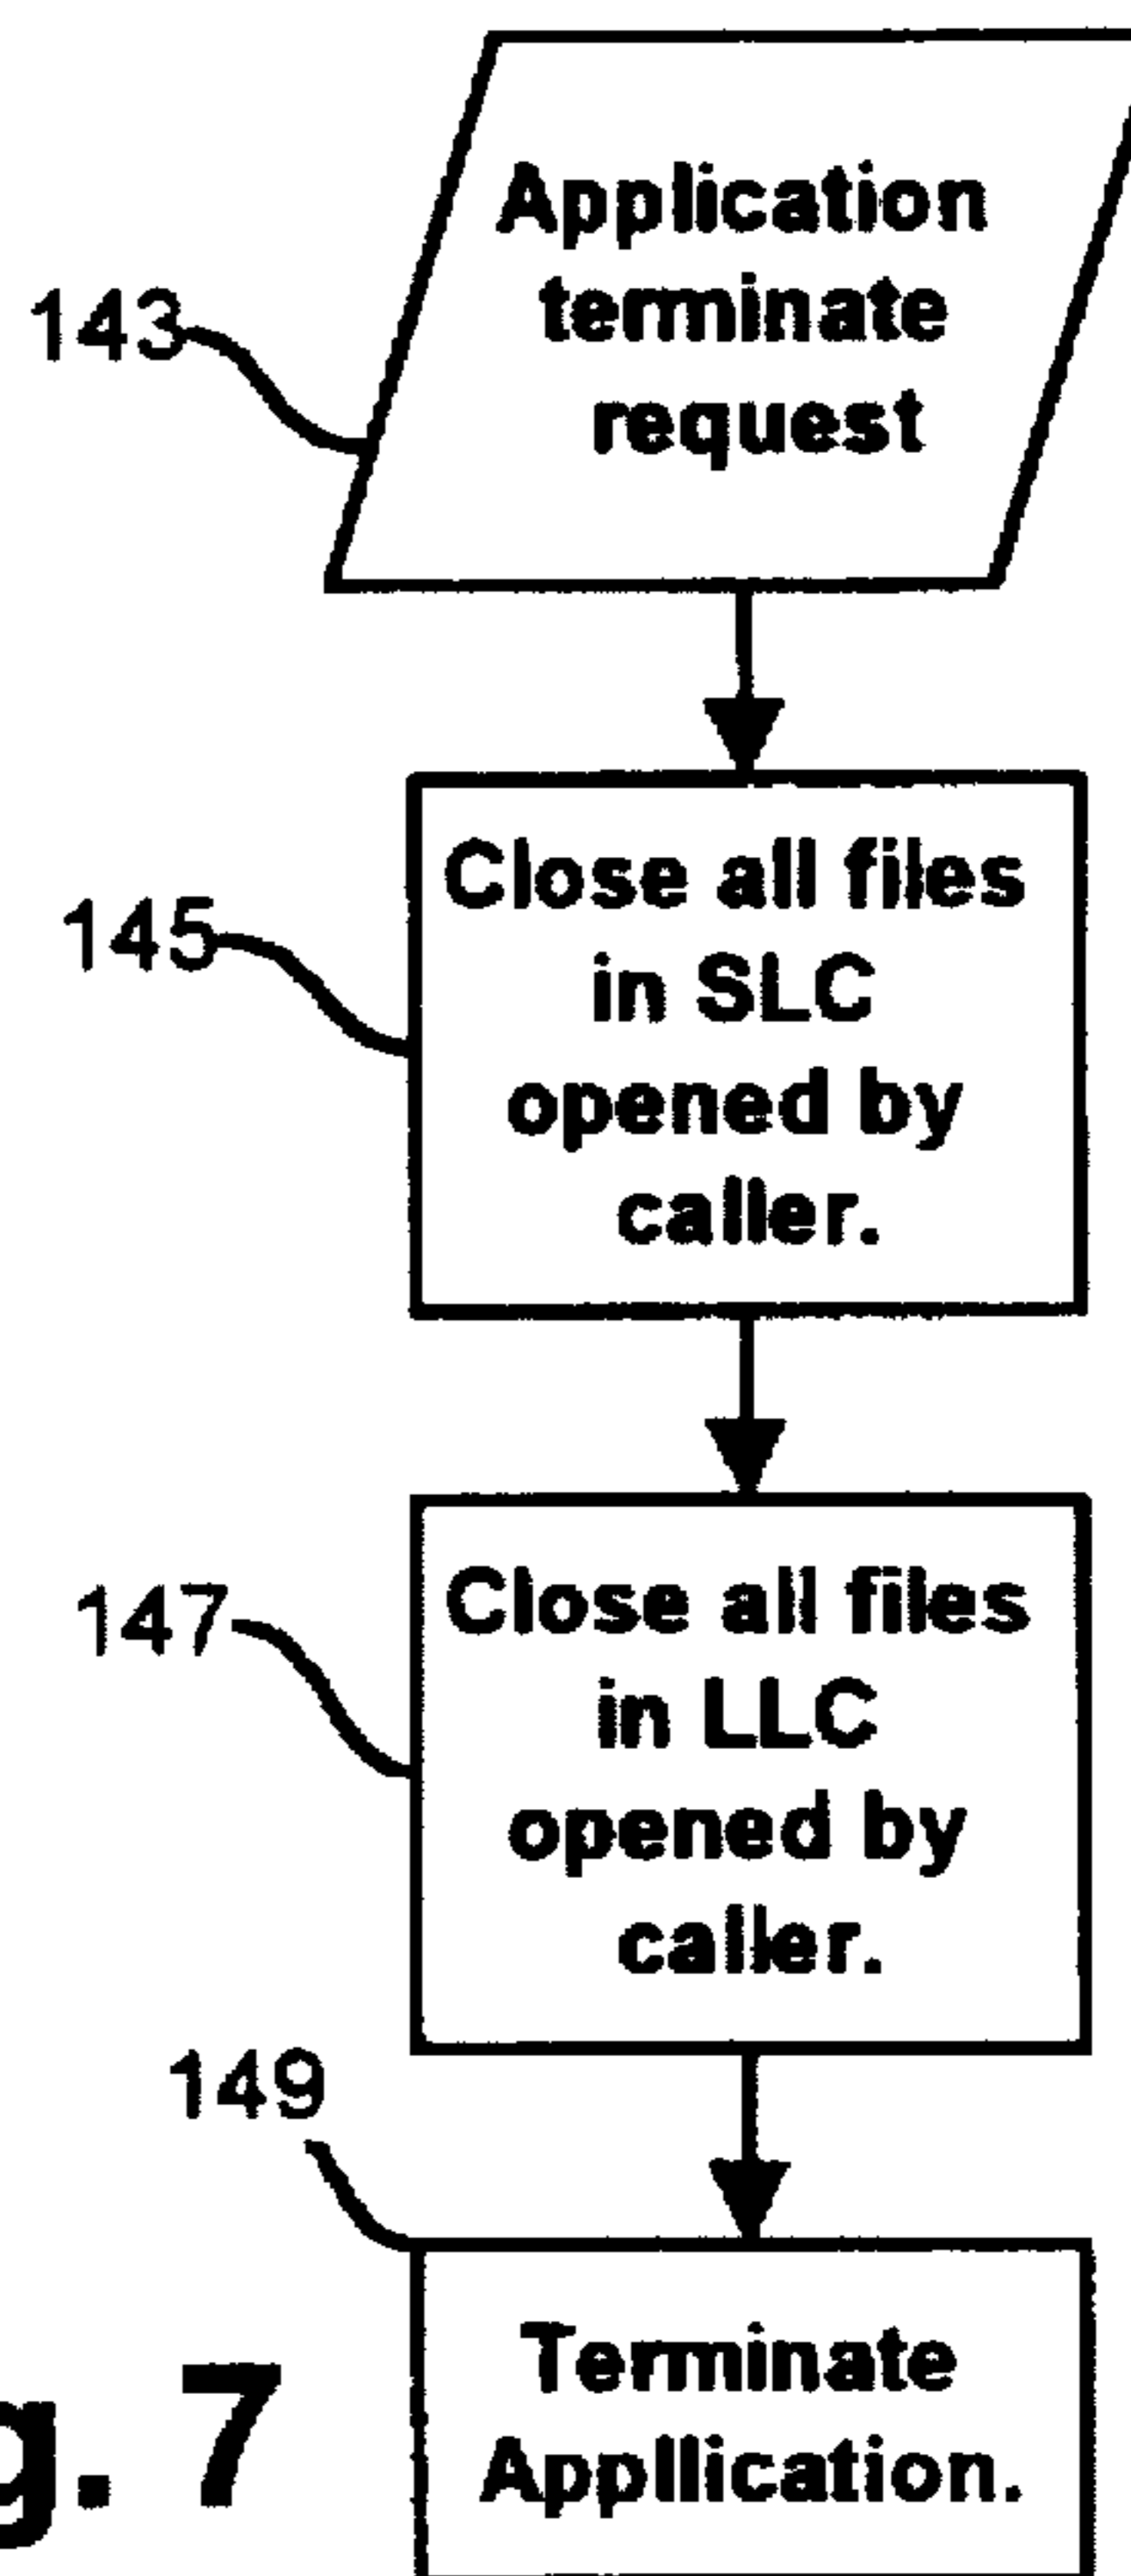 Application
terminate
request
143
Close all files
in SLC
opened by
caller.
145
Close all files
in LLC
opened by
caller.
147
149
Terminate
Appllication.
g. 7